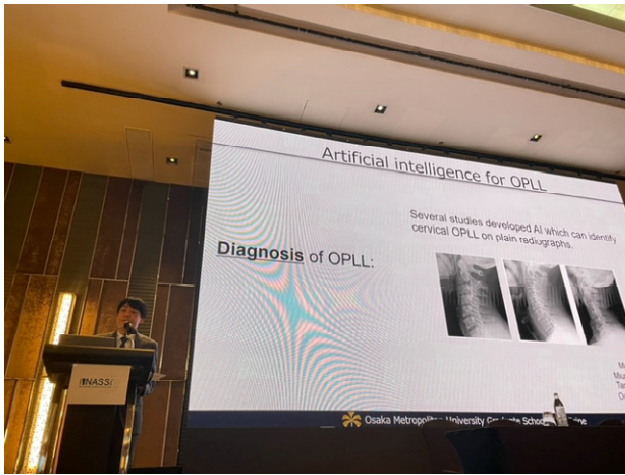 Artificial intelligence for OPLL
Several studies developed AI which can identify
cervical OPLL on plain radiographs.
Diagnosis of OPLL:
NASSi
Osaka Metropolitan University Graduate School